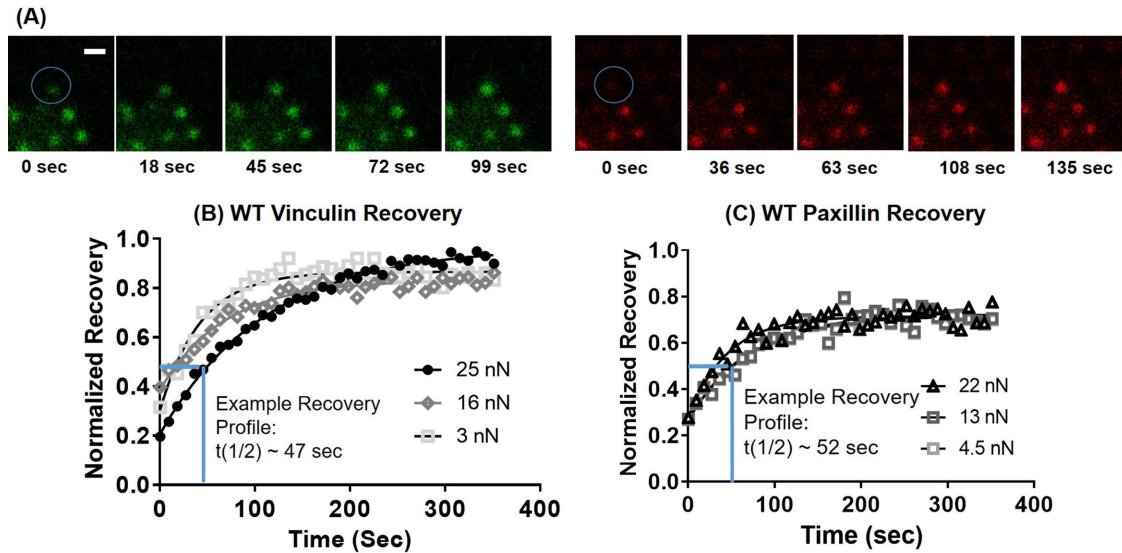 (A)
0 sec 18 sec 45 sec 72 sec 99 sec 0 sec 36 sec 63 sec 108 sec 135 sec
(B) WT Vinculin Recovery
Normalized Recovery
1.0
0.8
0.6
0.4
0.2
0.0
0 100 200 300 400
Time (Sec)
Example Recovery
Profile:
t(1/2) ~ 47 sec
25 nN
16 nN
3 nN
(C) WT Paxillin Recovery
Normalized Recovery
1.0
0.8
0.6
0.4
0.2
0.0
0 100 200 300 400
Time (sec)
Example Recovery
Profile:
t(1/2) ~ 52 sec
22 nN
13 nN
4.5 nN